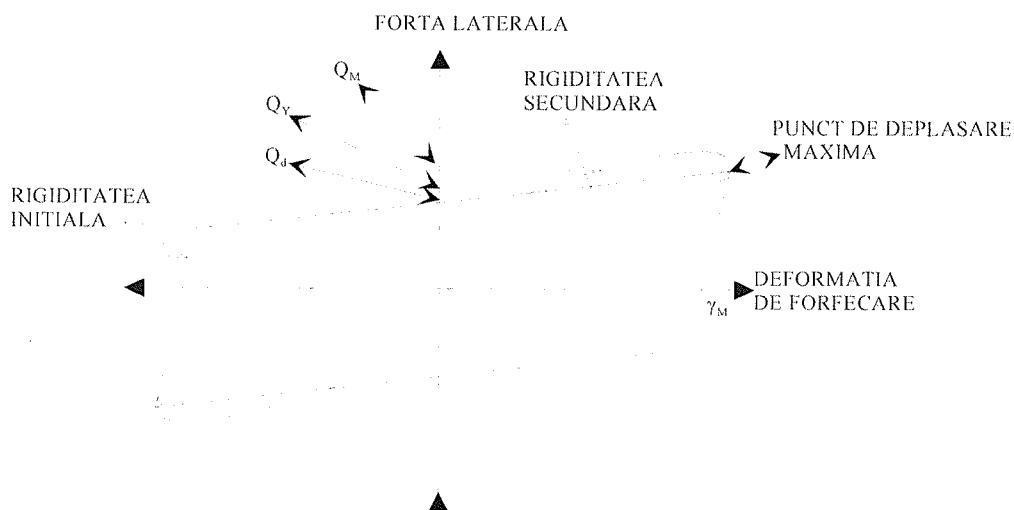 FORTA LATERALA
Q_M
RIGIDITATEA
SECUNDARA
Q_Y
PUNCT DE DEPLASARE
MAXIMA
Q_d
RIGIDITATEA
INITIALA
DEFORMATIA
DE FORFECARE
γ_M